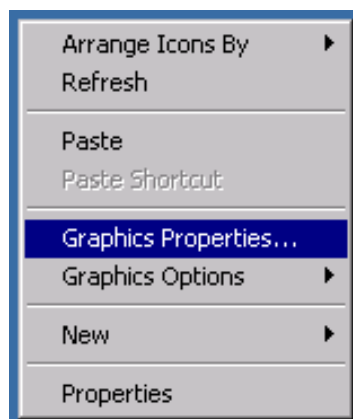 Arrange Icons By
Refresh
Paste
Paste Shortcut
Graphics Properties...
Graphics Options
New
Properties